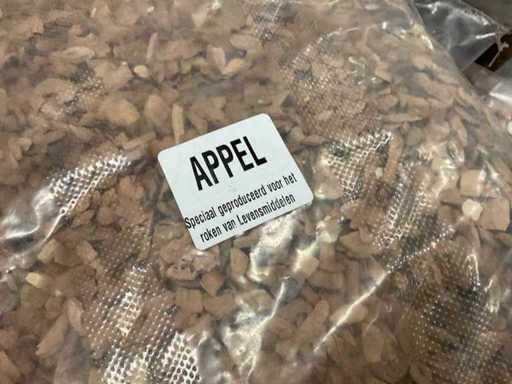 APPEL
Speciaal geproduceerd voor het
roken van Levensmiddelen